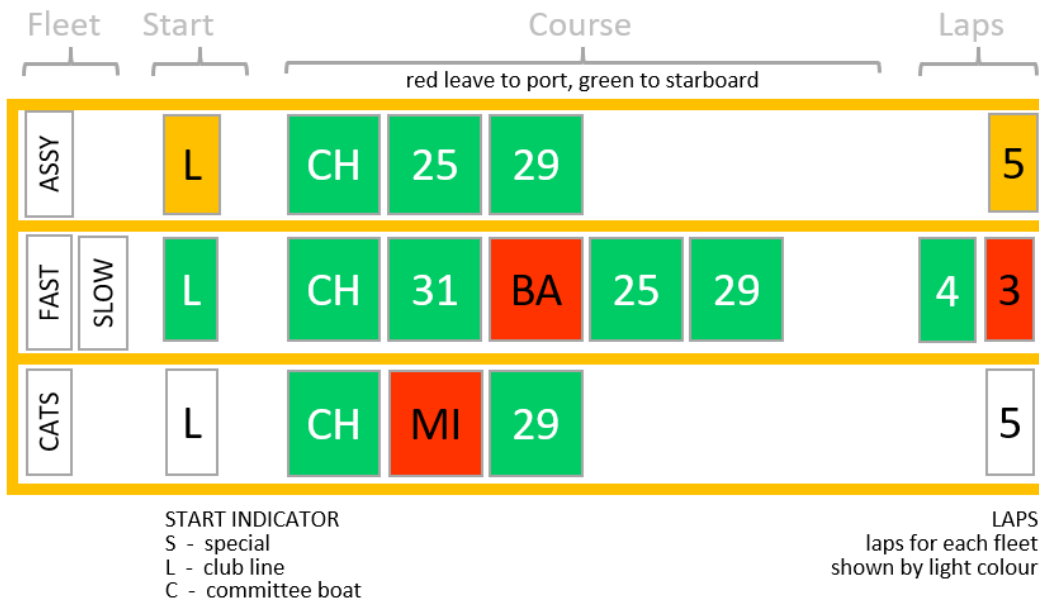 Fleet Start Course Laps
red leave to port, green to starboard
ASSY L CH 25 29 5
FAST SLOW L CH 31 BA 25 29 4 3
CATS L CH MI 29 5
START INDICATOR
S - special
L - club line
C - committee boat
LAPS
laps for each fleet
shown by light colour